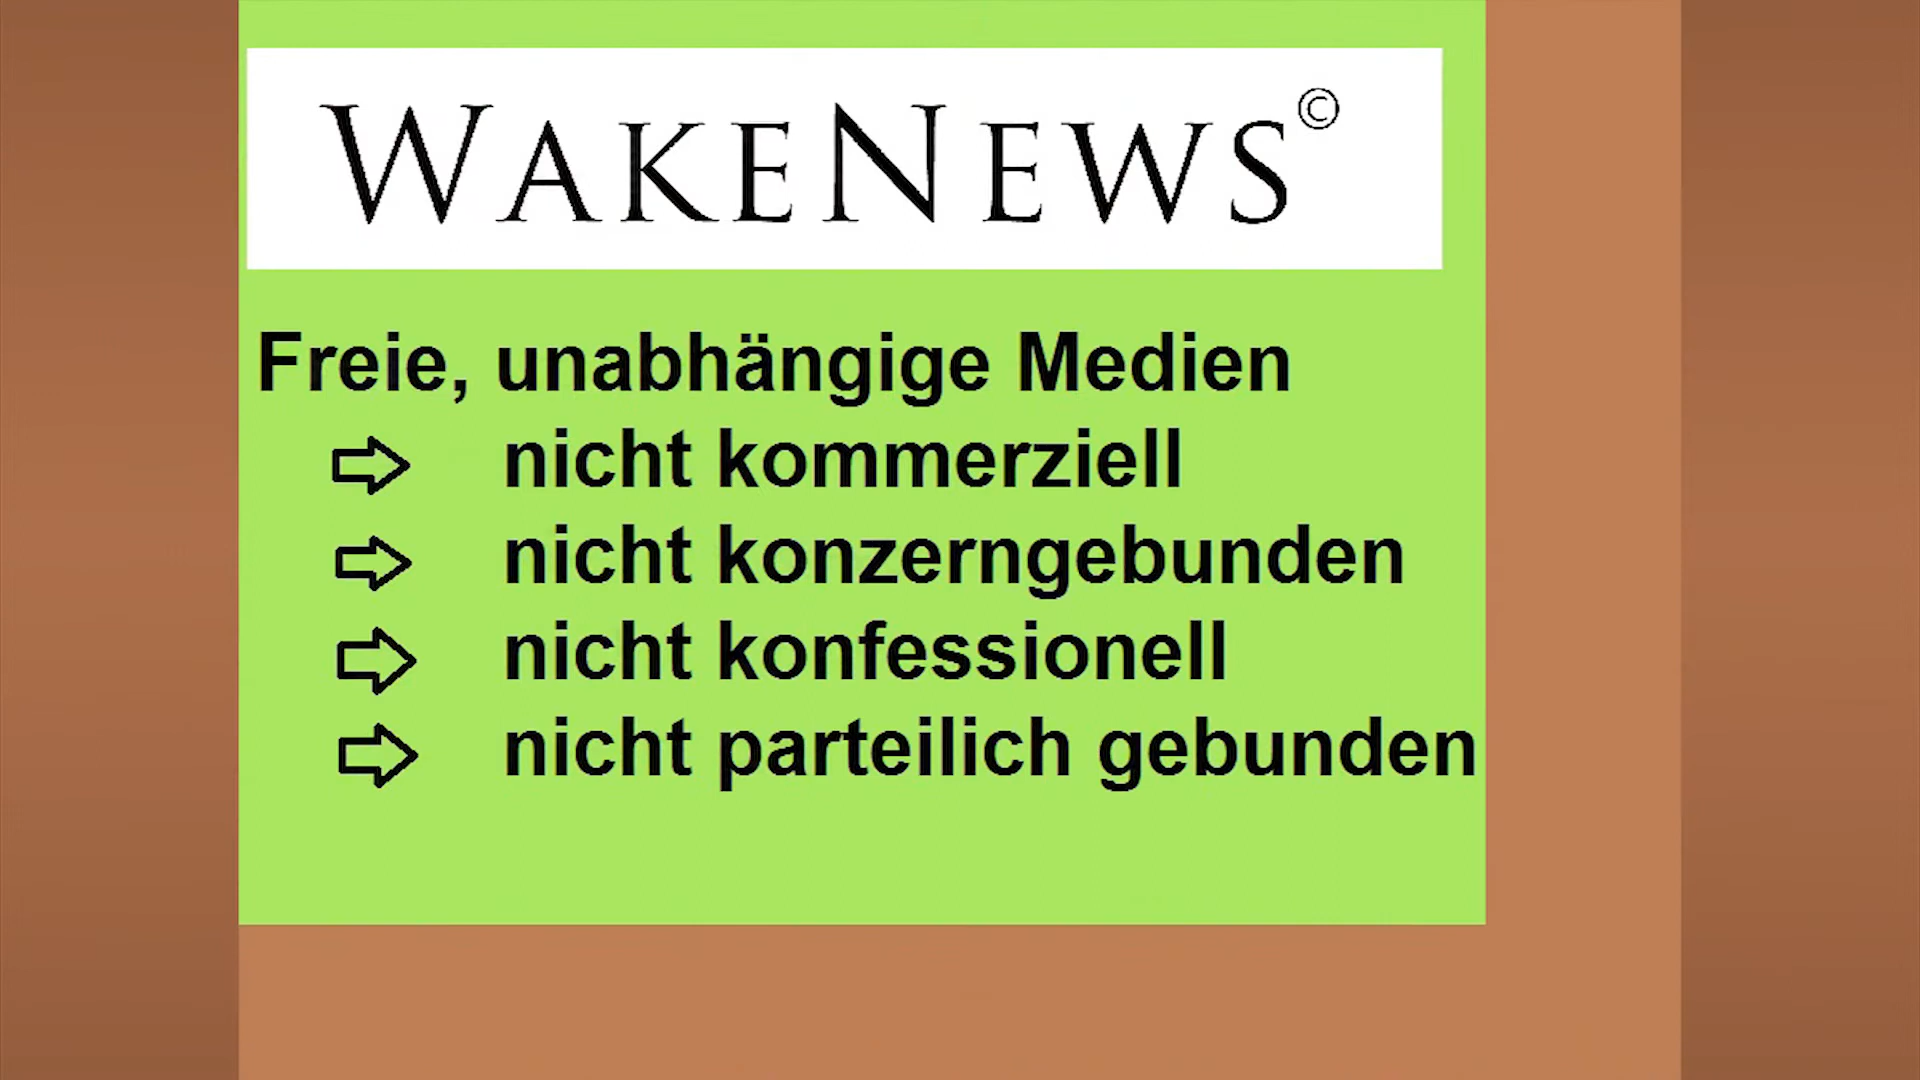 WAKENEWS©
Freie, unabhängige Medien
⇨ nicht kommerziell
⇨ nicht konzerngebunden
⇨ nicht konfessionell
⇨ nicht parteilich gebunden